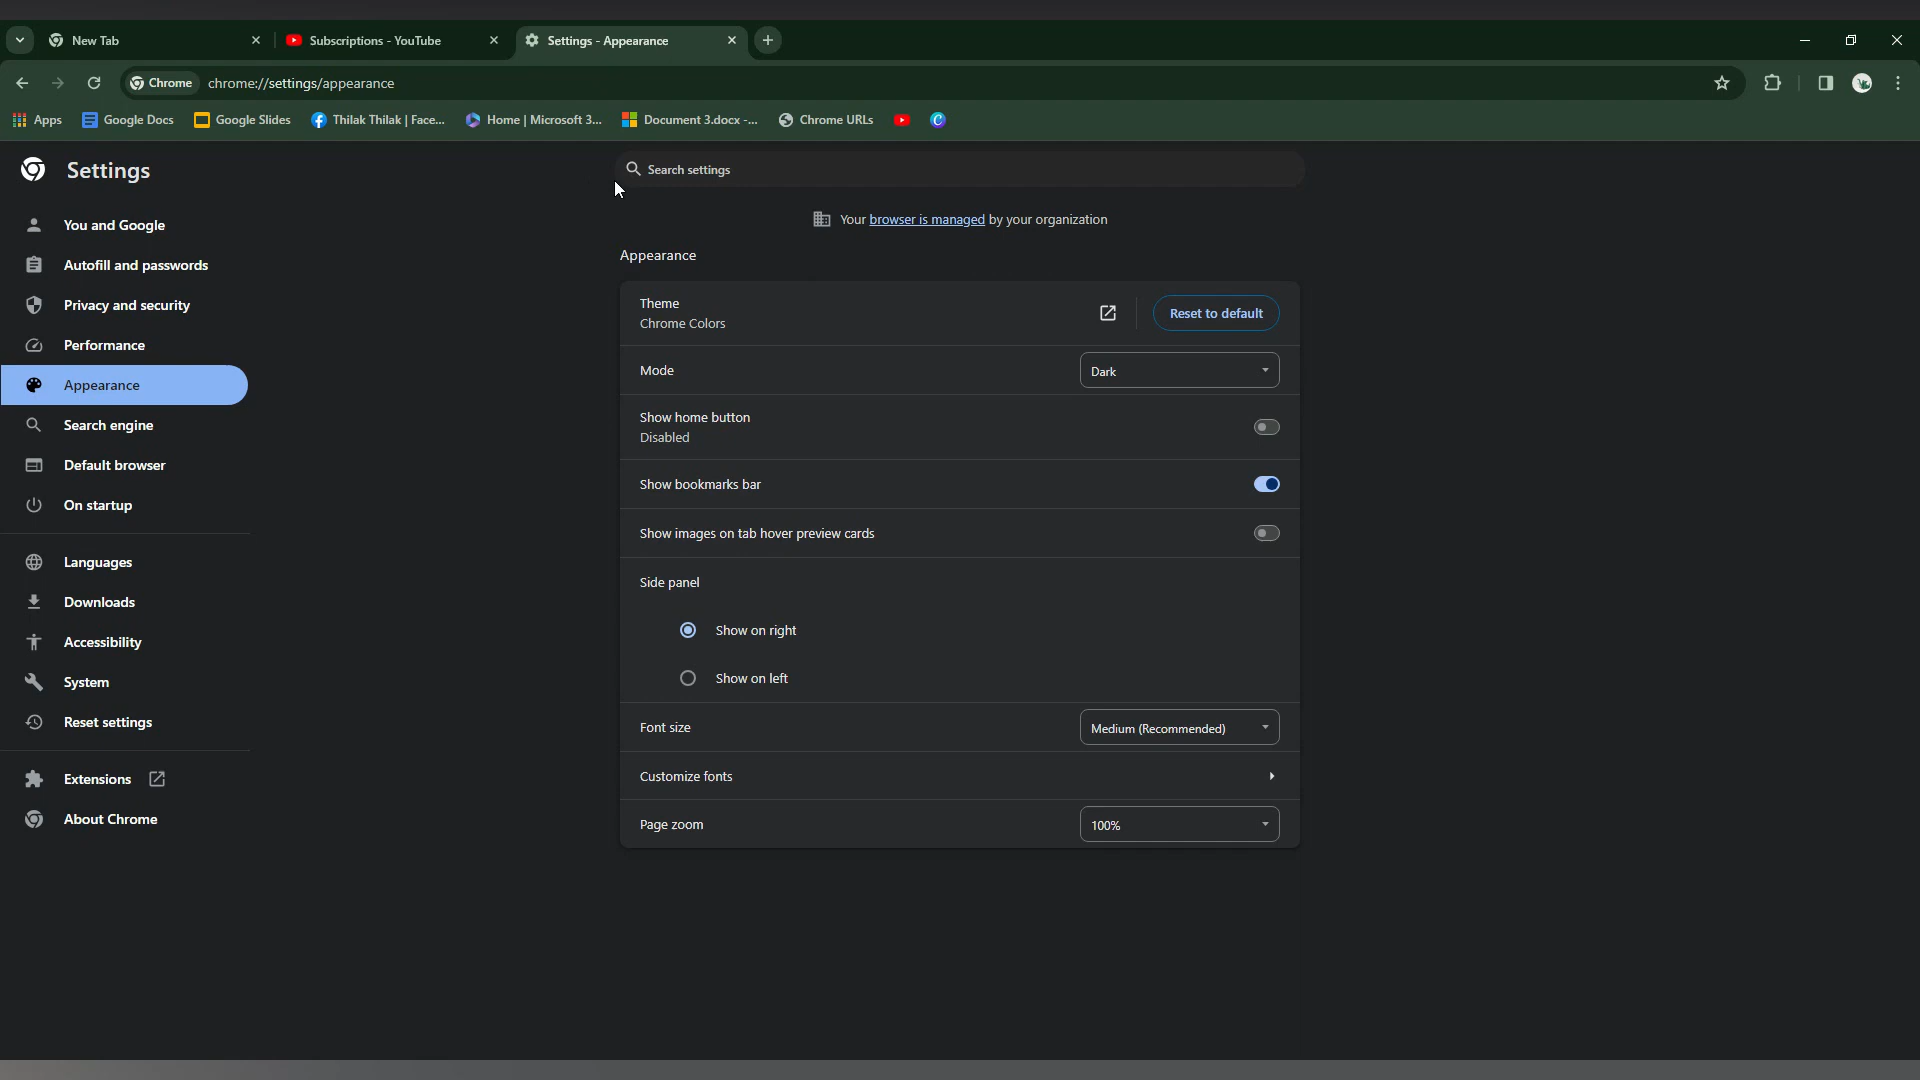 New Tab
Subscriptions - YouTube
Settings - Appearance
Chrome
chrome://settings/appearance
Apps
Google Docs
Google Slides
Thilak Thilak | Face...
Home | Microsoft 3...
Document 3.docx -...
Chrome URLs
Settings
Search settings
Your browser is managed by your organization
You and Google
Autofill and passwords
Privacy and security
Performance
Appearance
Search engine
Default browser
On startup
Languages
Downloads
Accessibility
System
Reset settings
Extensions
About Chrome
Appearance
Theme
Chrome Colors
Reset to default
Mode
Dark
Show home button
Disabled
Show bookmarks bar
Show images on tab hover preview cards
Side panel
Show on right
Show on left
Font size
Medium (Recommended)
Customize fonts
Page zoom
100%